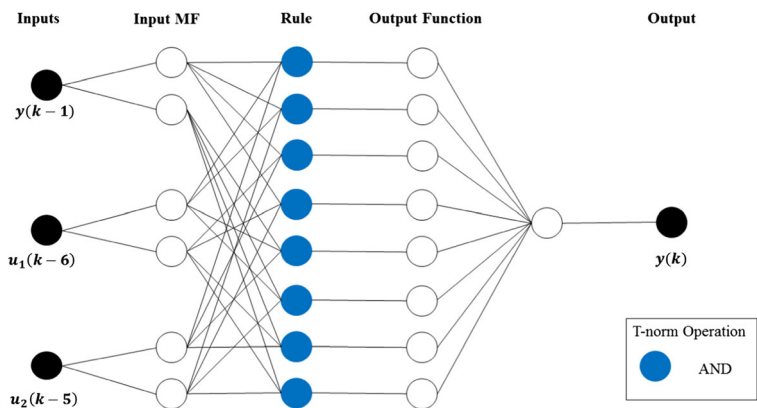 Inputs
Input MF
Rule
Output Function
Output
y(k − 1)
u₁(k−6)
u₂(k−5)
y(k)
T-norm Operation
AND